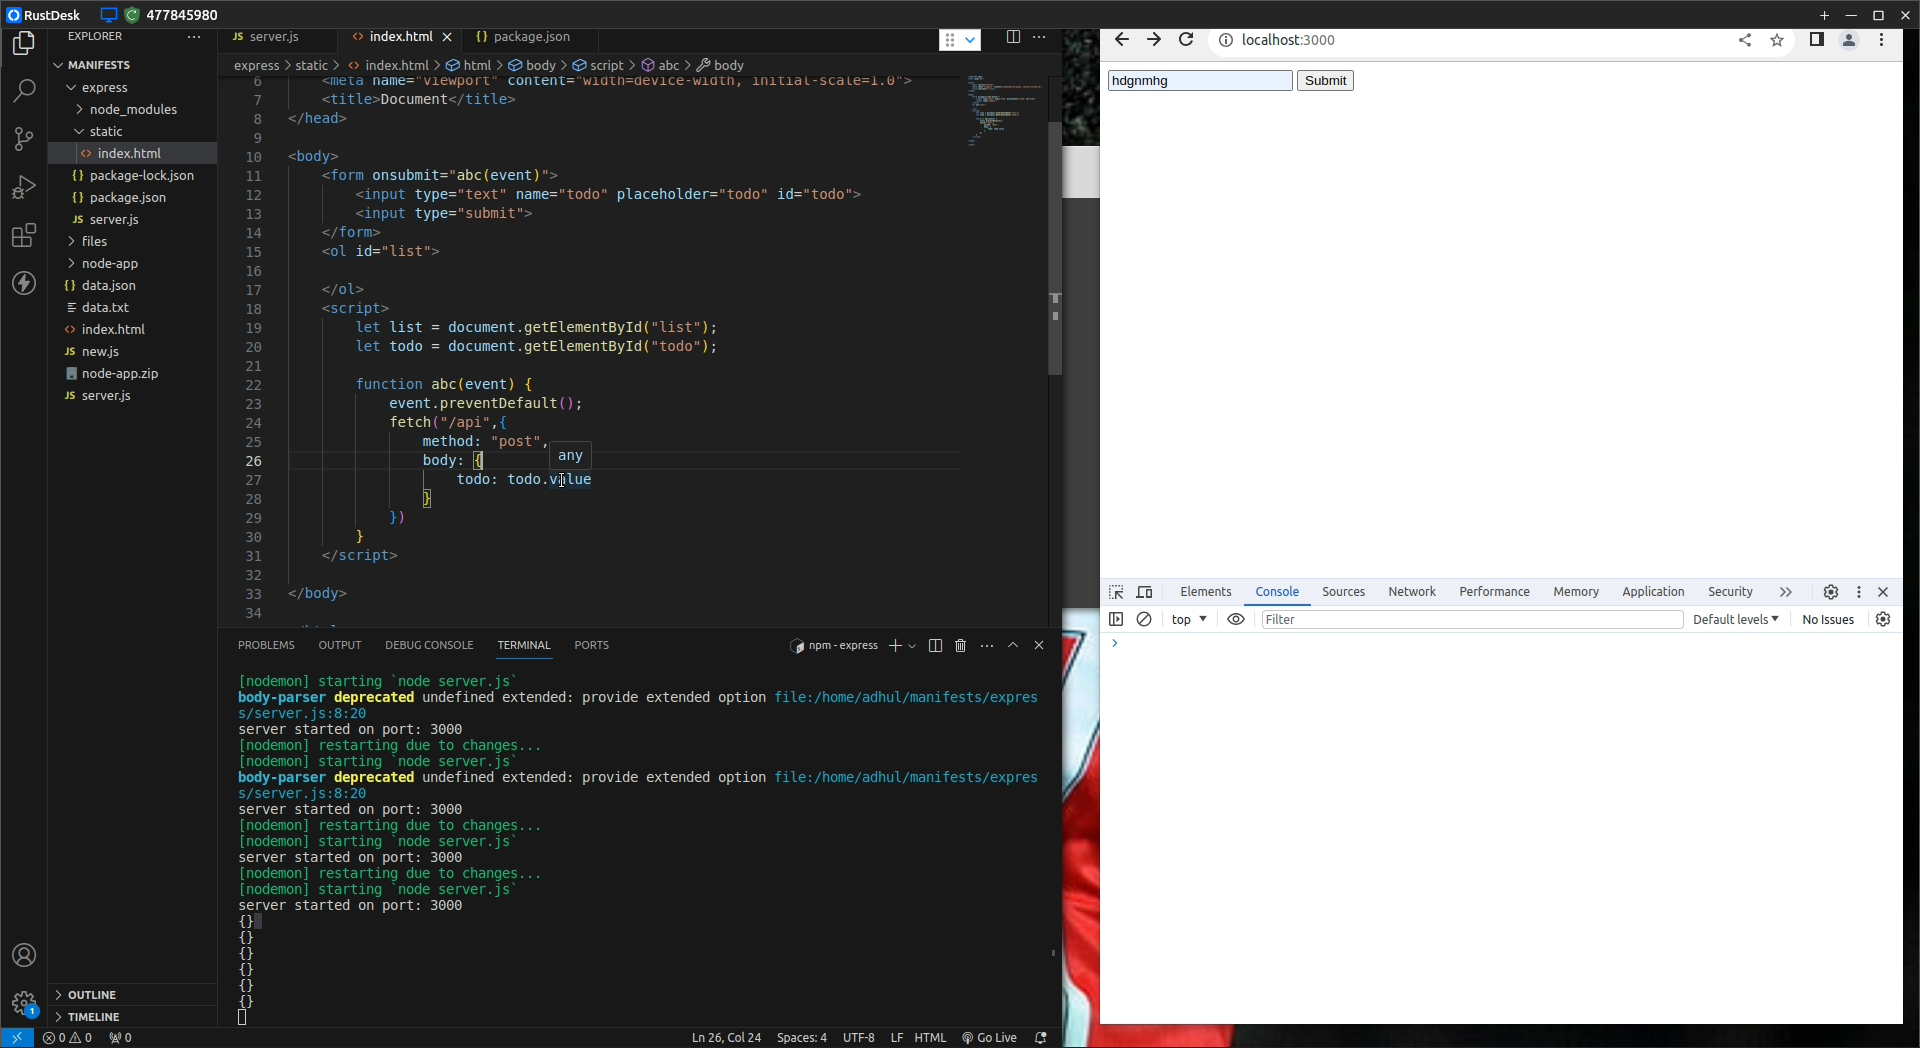 RustDesk 477845980
EXPLORER
MANIFESTS
express
node_modules
static
index.html
package-lock.json
package.json
server.js
files
node-app
data.json
data.txt
index.html
new.js
node-app.zip
server.js
OUTLINE
TIMELINE
server.js index.html package.json
express > static > index.html > html > body > script > abc > body
6 <meta name="viewport" content="width=device-width, initial-scale=1.0">
7 <title>Document</title>
8 </head>
9
10 <body>
11 <form onsubmit="abc(event)">
12 <input type="text" name="todo" placeholder="todo" id="todo">
13 <input type="submit">
14 </form>
15 <ol id="list">
16
17 </ol>
18 <script>
19 let list = document.getElementById("list");
20 let todo = document.getElementById("todo");
21
22 function abc(event) {
23 event.preventDefault();
24 fetch("/api",{
25 method: "post",
any
26 body: {
27 todo: todo.value
28 }
29 })
30 }
31 </script>
32
33 </body>
34
PROBLEMS OUTPUT DEBUG CONSOLE TERMINAL PORTS npm - express
[nodemon] starting `node server.js`
body-parser deprecated undefined extended: provide extended option file:/home/adhul/manifests/expres
s/server.js:8:20
server started on port: 3000
[nodemon] restarting due to changes...
[nodemon] starting `node server.js`
body-parser deprecated undefined extended: provide extended option file:/home/adhul/manifests/expres
s/server.js:8:20
server started on port: 3000
[nodemon] restarting due to changes...
[nodemon] starting `node server.js`
server started on port: 3000
[nodemon] restarting due to changes...
[nodemon] starting `node server.js`
server started on port: 3000
{}
{}
{}
{}
{}
{}
1
0 0 0 Ln 26, Col 24 Spaces: 4 UTF-8 LF HTML Go Live
localhost:3000
hdgnmhg Submit
Elements Console Sources Network Performance Memory Application Security
top Filter Default levels No Issues